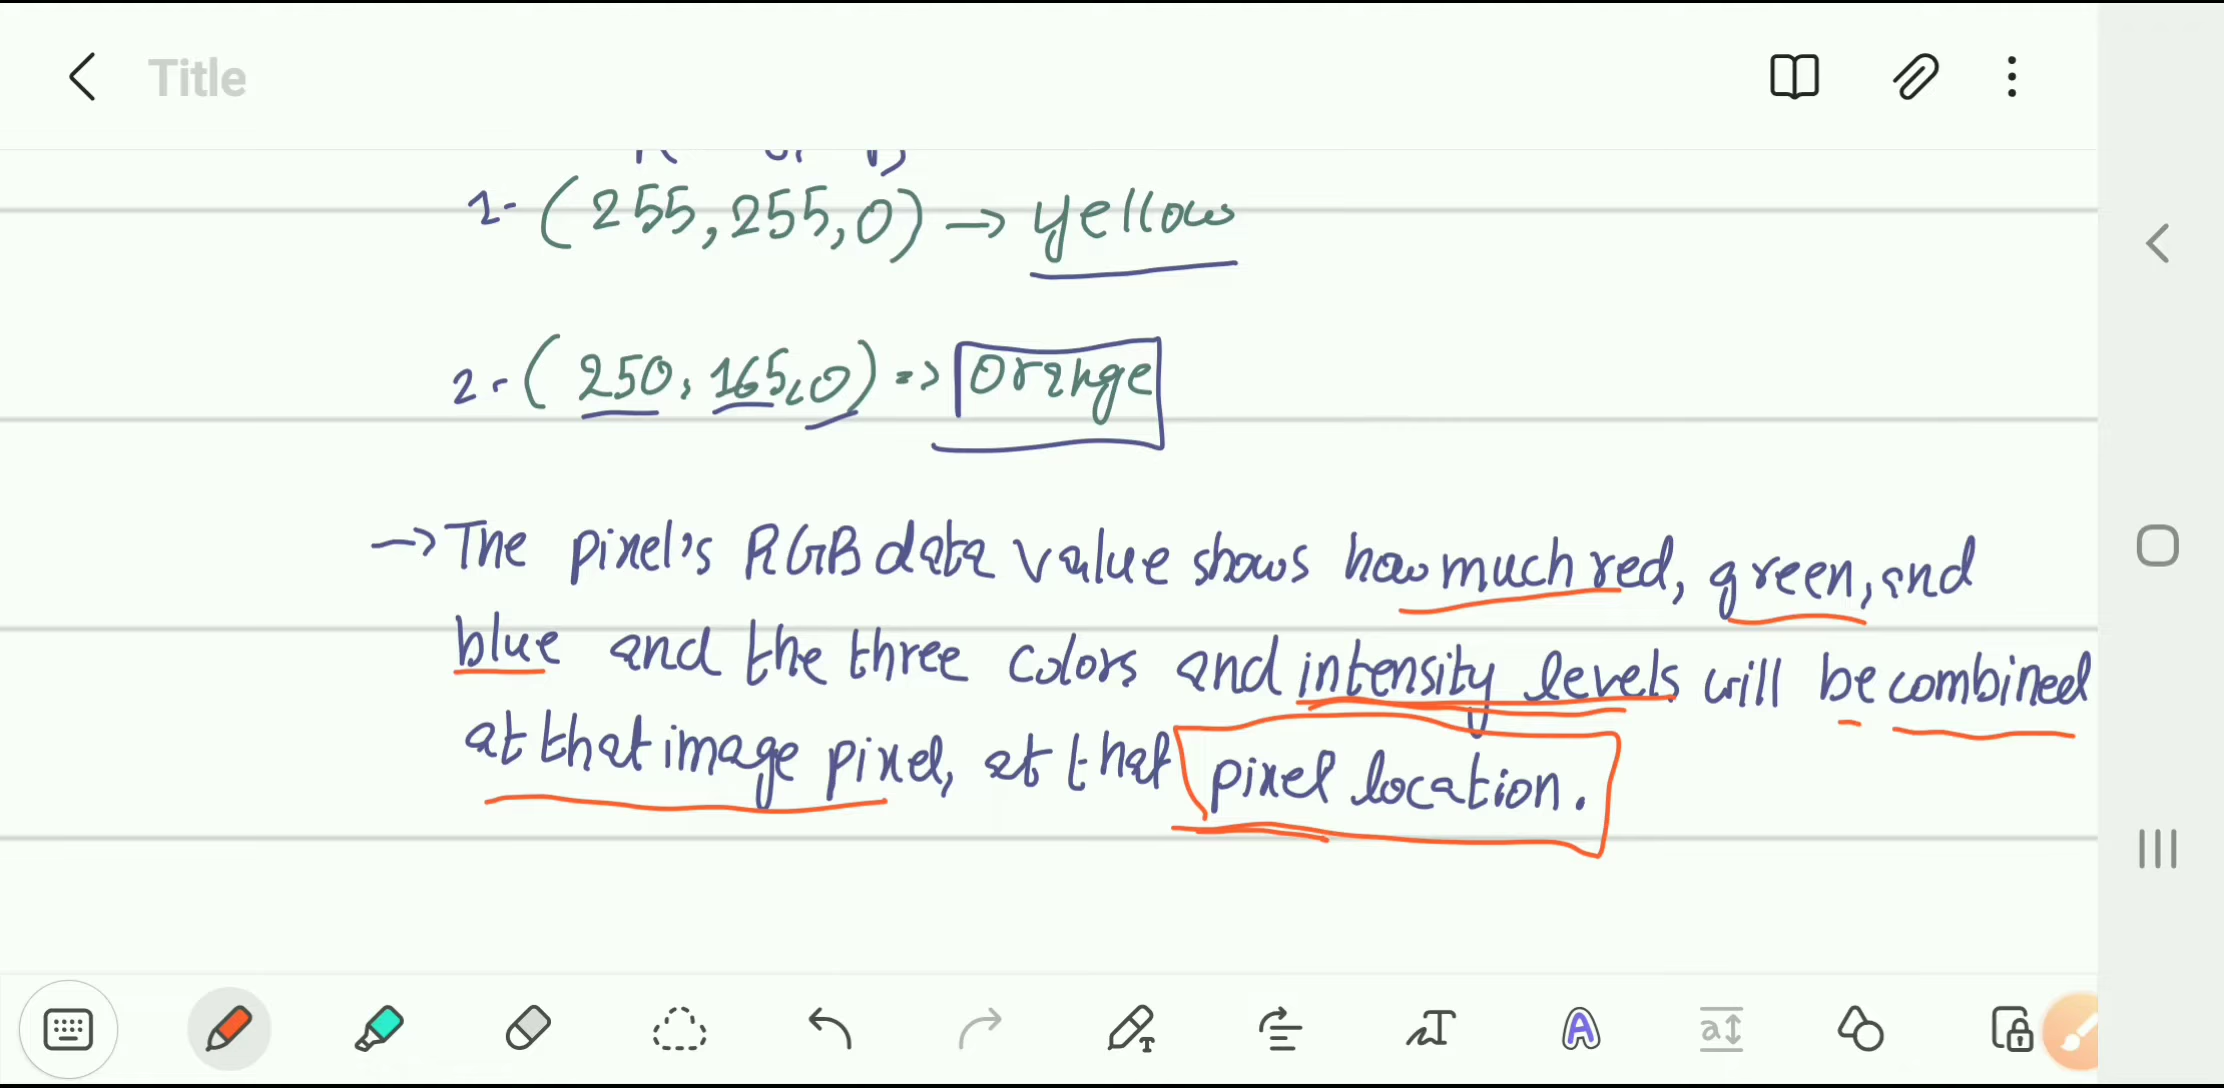 Title
R G B
1- (255,255,0) → yellow
2- (250,165,0) => Orange
→ The pixel's RGB data value shows how much red, green, and
blue and the three colors and intensity levels will be combined
at that image pixel, at that pixel location.